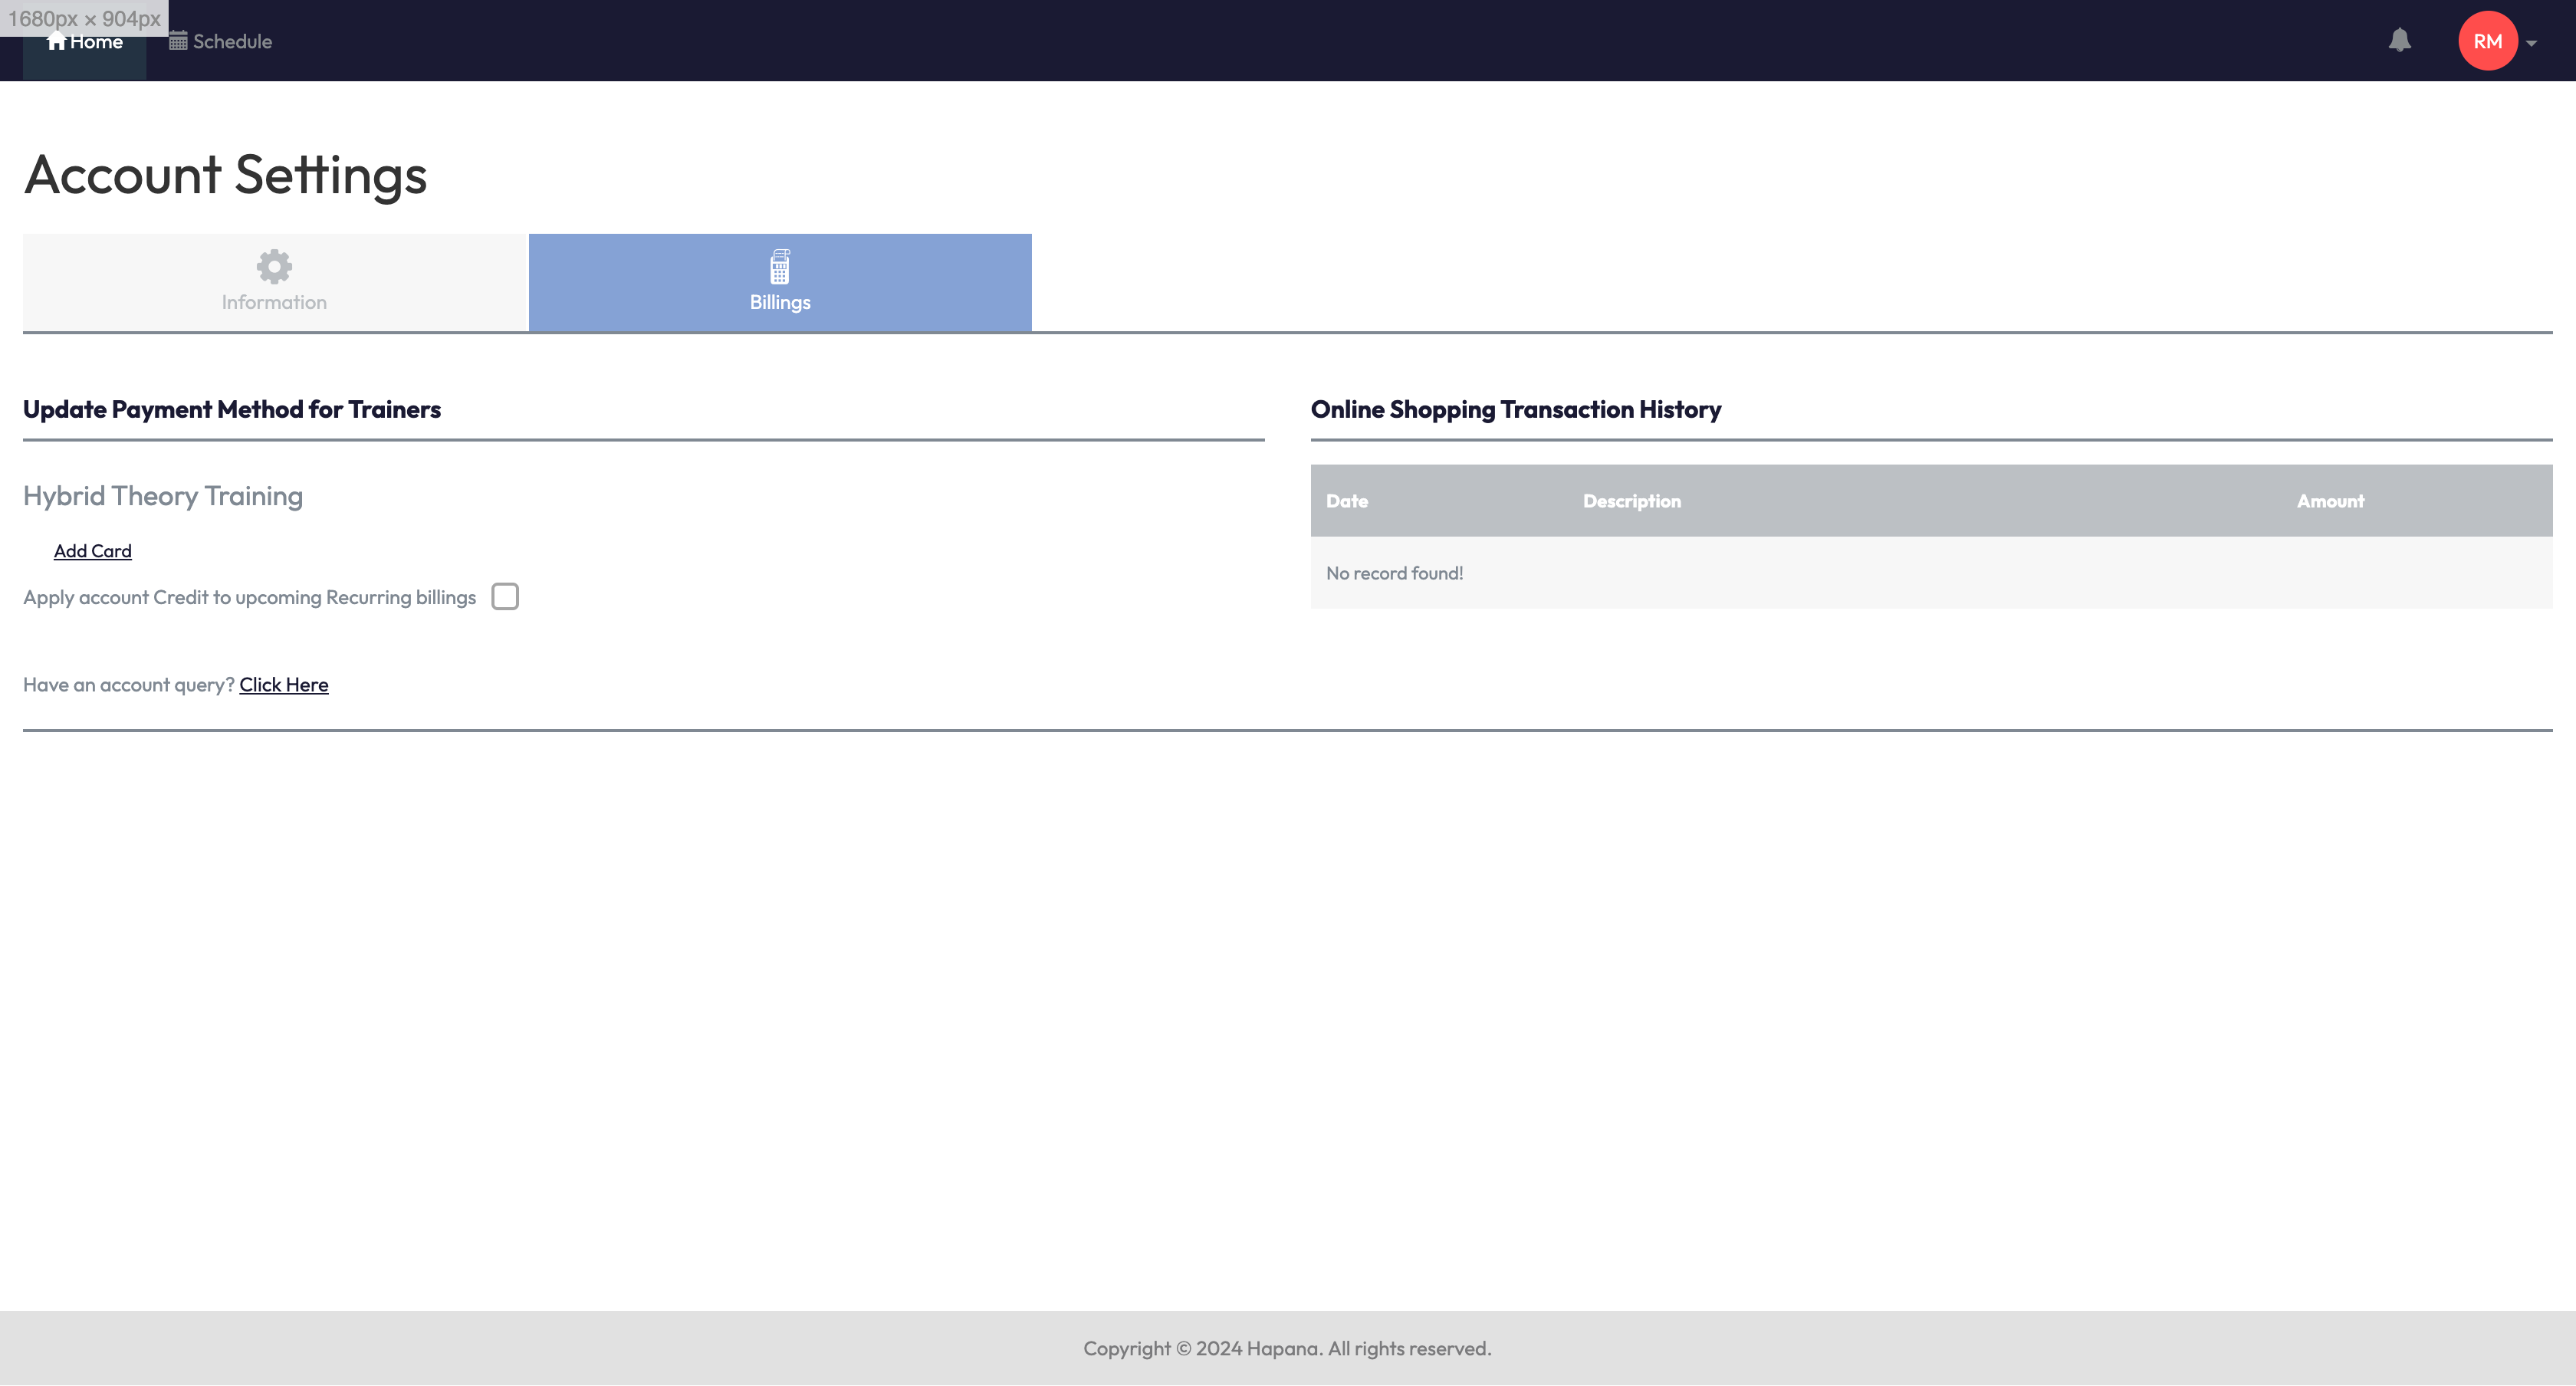 1680px × 904px
Home
Schedule
RM
Account Settings
Information
Billings
Update Payment Method for Trainers
Online Shopping Transaction History
Hybrid Theory Training
Date Description Amount
Add Card
No record found!
Apply account Credit to upcoming Recurring billings
Have an account query? Click Here
Copyright © 2024 Hapana. All rights reserved.